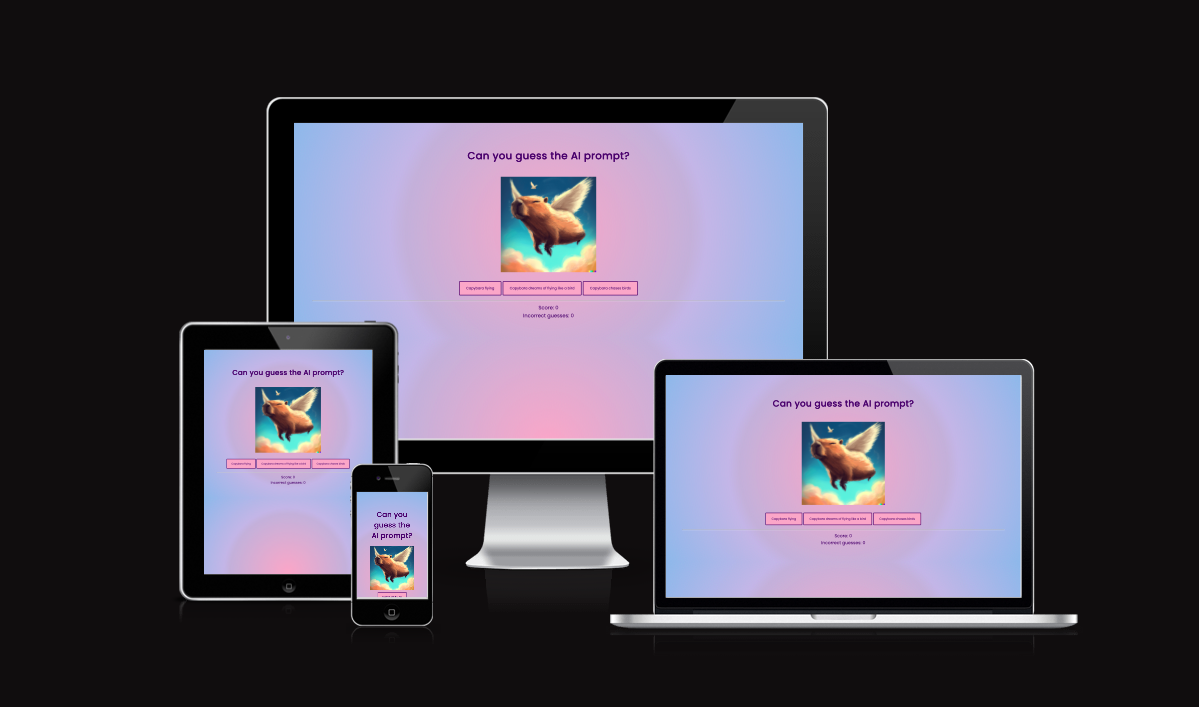 Can you guess the AI prompt?
Capybara flying
Capybara dreams of flying like a bird
Capybara chases birds
Score: 0
Incorrect guesses: 0
Can you guess the AI prompt?
Capybara flying
Capybara dreams of flying like a bird
Capybara chases birds
Score: 0
Incorrect guesses: 0
Can you
guess the
AI prompt?
Can you guess the AI prompt?
Capybara flying
Capybara dreams of flying like a bird
Capybara chases birds
Score: 0
Incorrect guesses: 0